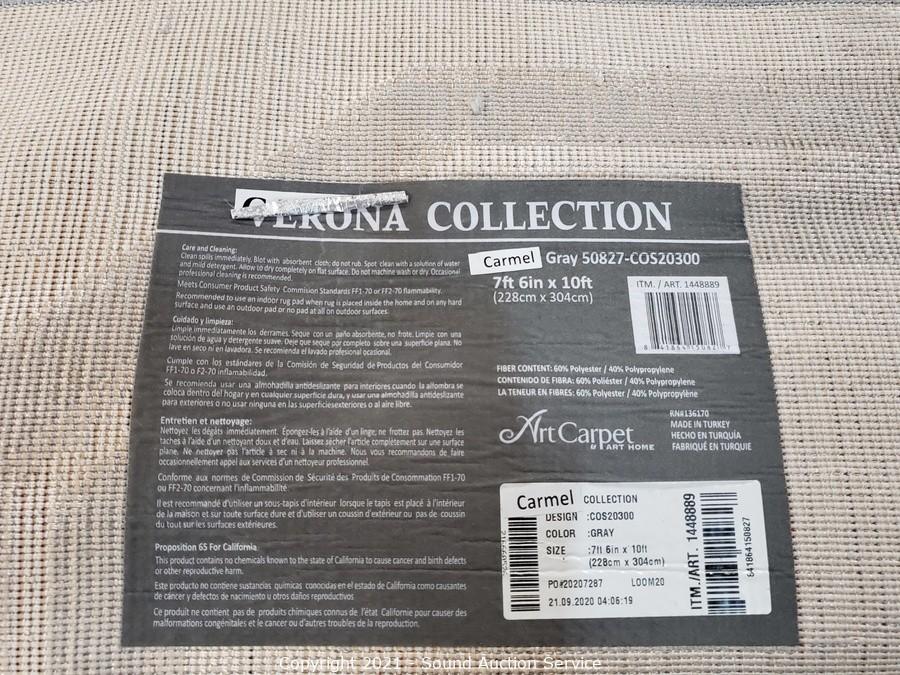 VERONA COLLECTION
Care and Cleaning:
Clean spills immediately. Blot with absorbent cloth; do not rub. Spot clean with a solution of water
and mild detergent. Allow to dry completely on flat surface. Do not machine wash or dry. Occasional
professional cleaning is recommended.
Meets Consumer Product Safety Commision Standards FF1-70 or FF2-70 flammability.
Recommended to use an indoor rug pad when rug is placed inside the home and on any hard
surface and use an outdoor pad or no pad at all on outdoor surfaces.
Cuidado y limpieza:
Limpie immediatamente los derrames. Seque con un paño absorbente, no frote. Limpie con una
solución de agua y detergente suave. Deje que seque por completo sobre una superficie plana. No
lave en seco ni en lavadora. Se recomienda el lavado profesional ocasional.
Cumple con los estándares de la Comisión de Seguridad de Productos del Consumidor
FF1-70 o F2-70 inflamabilidad.
Se recomienda usar una almohadilla antideslizante para interiores cuando la alfombra se
coloca dentro del hogar y en cualquier superficie dura, y usar una almohadilla antideslizante
para exteriores o no usar ninguna en las superficiesexteriores o al aire libre.
Entretien et nettoyage:
Nettoyez les dégâts immédiatement. Épongez-les à l'aide d'un linge; ne frottez pas. Nettoyez les
taches à l'aide d'un nettoyant doux et d'eau. Laissez sécher l'article complètement sur une surface
plane. Ne nettoyer pas l'article à sec ni à la machine. Nous vous recommandons de faire
occasionnellement appel aux services d'un nettoyeur professionnel.
Conforme aux normes de Commission de Sécurité des Produits de Consommation FF1-70
ou FF2-70 concernant l'inflammabilité.
Il est recommandé d'utiliser un sous-tapis d'intérieur lorsque le tapis est placé à l'intérieur
de la maison et sur toute surface dure et d'utiliser un coussin d'extérieur ou pas de coussin
du tout sur les surfaces extérieures.
Proposition 65 For California
This product contains no chemicals known to the state of California to cause cancer and birth defects
or other reproductive harm.
Este producto no contiene sustancias químicas conocidas en el estado de California como causantes
de cáncer y defectos de nacimiento u otros daños reproductivos
Ce produit ne contient pas de produits chimiques connus de l'état Californie pour causer des
malformations congénitales et le cancer ou d'autres troubles de la reproduction.
Carmel Gray 50827-COS20300
7ft 6in x 10ft
(228cm x 304cm)
ITM. / ART. 1448889
FIBER CONTENT: 60% Polyester / 40% Polypropylene
CONTENIDO DE FIBRA: 60% Poliéster / 40% Polypropylene
LA TENEUR EN FIBRES: 60% Polyester / 40% Polypropylène
ArtCarpet
& ART HOME
RN#136170
MADE IN TURKEY
HECHO EN TURQUÍA
FABRIQUÉ EN TURQUIE
Carmel COLLECTION
DESIGN :COS20300
COLOR :GRAY
SIZE :7ft 6in x 10ft
(228cm x 304cm)
PO#20207287 LOOM20
21.09.2020 04:06:19
ITM./ART. 1448889
841864150827
Copyright 2021 - Sound Auction Service